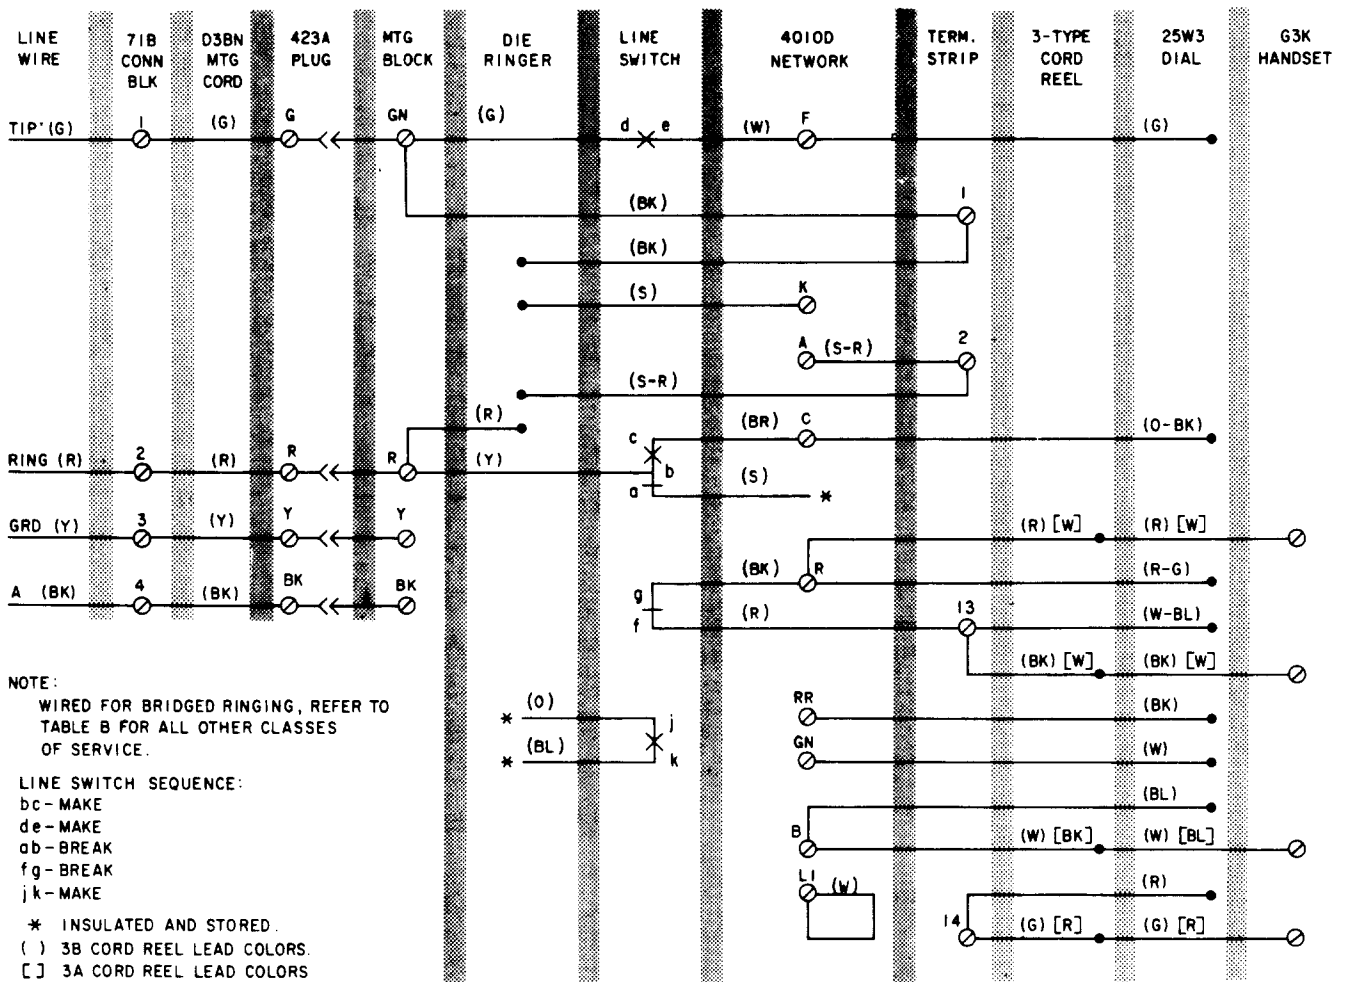 LINE WIRE
71B CONN BLK
D3BN MTG CORD
423A PLUG
MTG BLOCK
DIE RINGER
LINE SWITCH
4010D NETWORK
TERM. STRIP
3-TYPE CORD REEL
25W3 DIAL
G3K HANDSET
TIP (G) 1 (G) G GN (G) d e (W) F (G)
(BK) 1
(BK)
(S) K
A (S-R) 2
(S-R)
(R) (BR) C (O-BK)
c
RING (R) 2 (R) R R (Y) b
a (S) *
GRD (Y) 3 (Y) Y Y (R) [W] (R) [W]
A (BK) 4 (BK) BK BK g (BK) R (R-G)
f (R) 13 (W-BL)
(BK) [W] (BK) [W]
* (O) j RR (BK)
* (BL) k GN (W)
(BL)
B (W) [BK] (W) [BL]
L1 (W) (R)
14 (G) [R] (G) [R]
NOTE:
WIRED FOR BRIDGED RINGING, REFER TO
TABLE B FOR ALL OTHER CLASSES
OF SERVICE.
LINE SWITCH SEQUENCE:
bc-MAKE
de-MAKE
ab-BREAK
fg-BREAK
jk-MAKE
* INSULATED AND STORED.
( ) 3B CORD REEL LEAD COLORS.
[ ] 3A CORD REEL LEAD COLORS